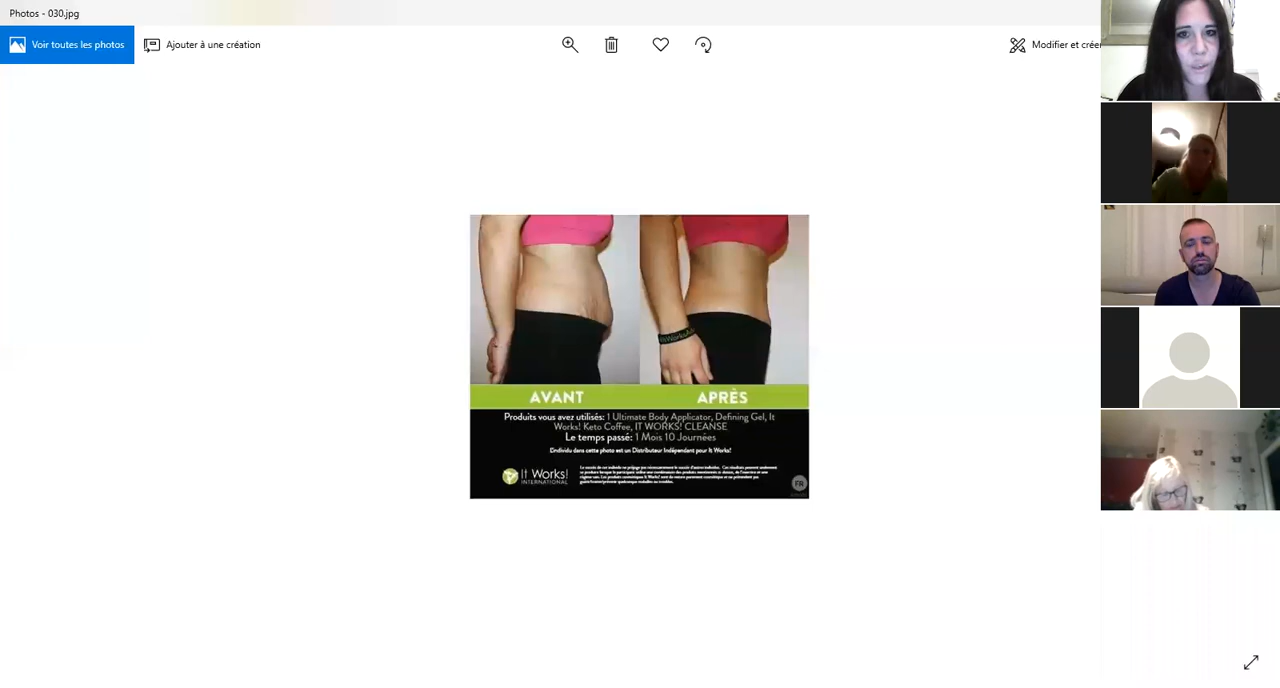 Photos - 030.jpg
Voir toutes les photos
Ajouter à une création
Modifier et créer
AVANT
APRÈS
Produits vous avez utilisés: 1 Ultimate Body Applicator, Defining Gel, It
Works! Keto Coffee, IT WORKS! CLEANSE
Le temps passé: 1 Mois 10 Journées
L'individu dans cette photo est un Distributeur Indépendant pour It Works!
It Works!
INTERNATIONAL
FR